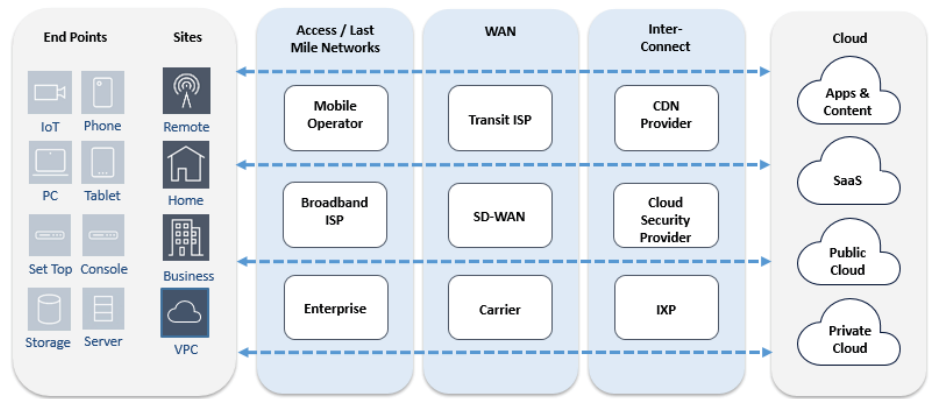 End Points
Sites
IoT
Phone
Remote
PC
Tablet
Home
Set Top
Console
Business
Storage
Server
VPC
Access / Last
Mile Networks
Mobile
Operator
Broadband
ISP
Enterprise
WAN
Transit ISP
SD-WAN
Carrier
Inter-
Connect
CDN
Provider
Cloud
Security
Provider
IXP
Cloud
Apps &
Content
SaaS
Public
Cloud
Private
Cloud